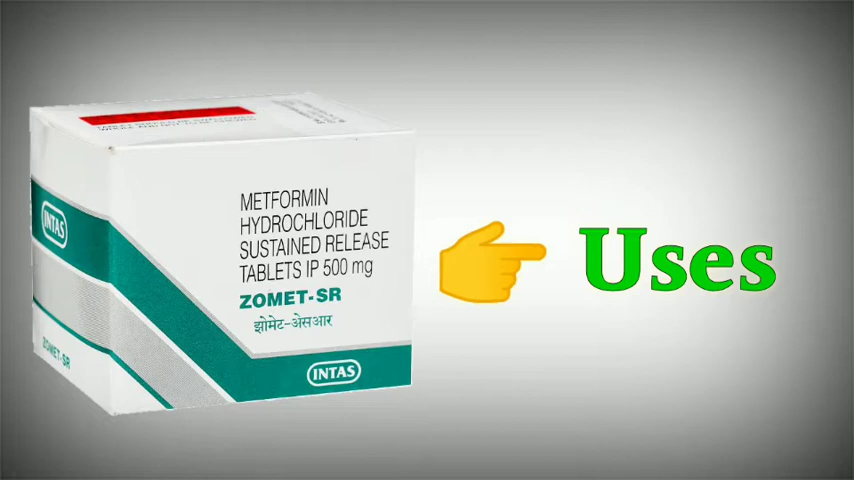 INTAS
ZOMET-SR
METFORMIN
HYDROCHLORIDE
SUSTAINED RELEASE
TABLETS IP 500 mg
ZOMET-SR
झोमेट-एसआर
INTAS
Uses